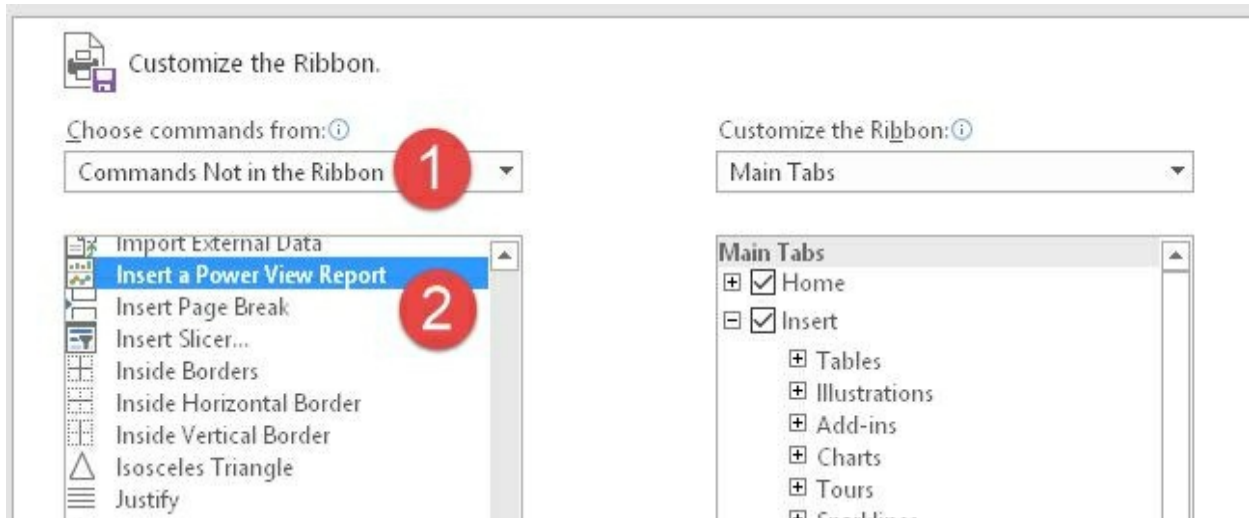 Customize the Ribbon.
Choose commands from:
Commands Not in the Ribbon
1
Import External Data
Insert a Power View Report
2
Insert Page Break
Insert Slicer...
Inside Borders
Inside Horizontal Border
Inside Vertical Border
Isosceles Triangle
Justify
Customize the Ribbon:
Main Tabs
Main Tabs
Home
Insert
Tables
Illustrations
Add-ins
Charts
Tours
Sparklines